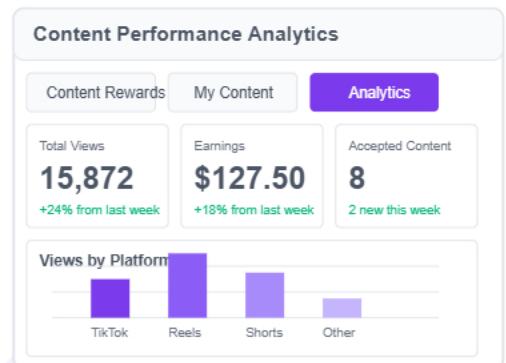 Content Performance Analytics
Content Rewards My Content Analytics
Total Views Earnings Accepted Content
15,872 $127.50 8
+24% from last week +18% from last week 2 new this week
Views by Platform
TikTok Reels Shorts Other